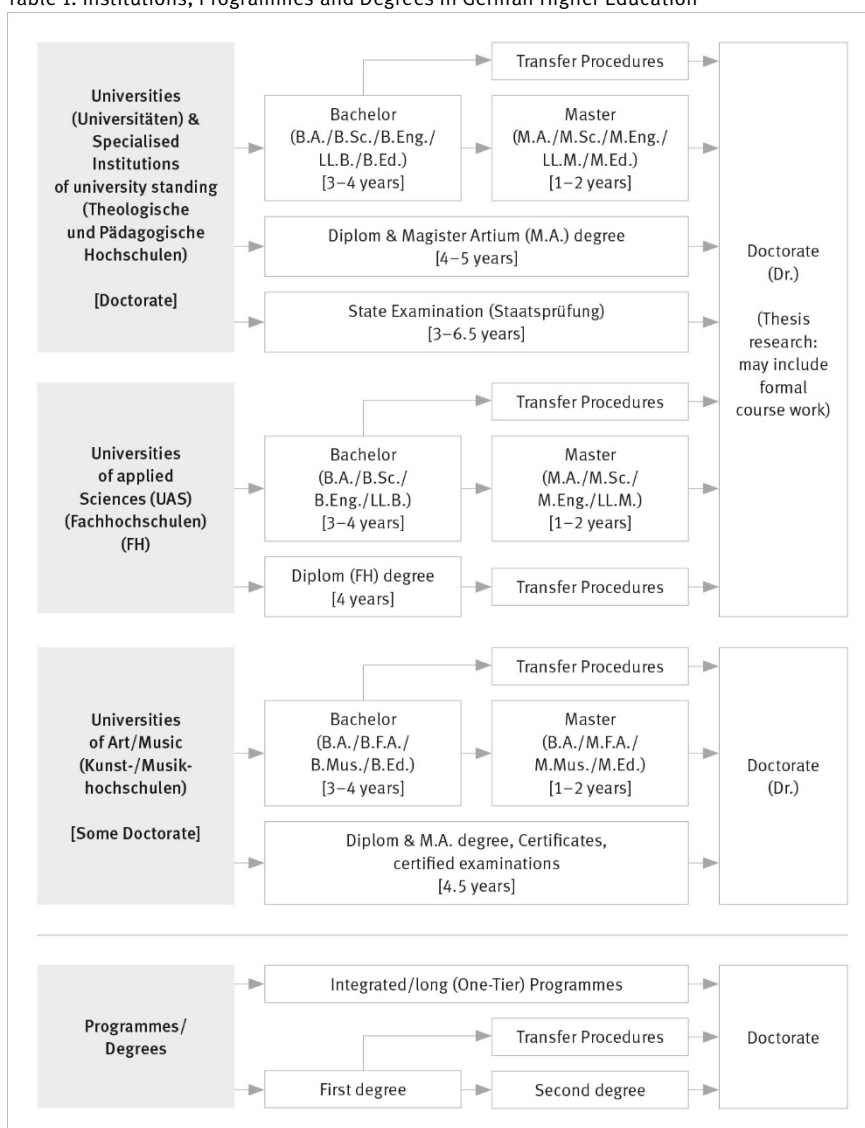 Table 1: Institutions, Programmes and Degrees in German Higher Education
Universities
(Universitäten) &
Specialised
Institutions
of university standing
(Theologische
und Pädagogische
Hochschulen)
[Doctorate]
Transfer Procedures
Bachelor
(B.A./B.Sc./B.Eng./
LL.B./B.Ed.)
[3–4 years]
Master
(M.A./M.Sc./M.Eng./
LL.M./M.Ed.)
[1–2 years]
Diplom & Magister Artium (M.A.) degree
[4–5 years]
State Examination (Staatsprüfung)
[3–6.5 years]
Doctorate
(Dr.)
(Thesis
research:
may include
formal
course work)
Universities
of applied
Sciences (UAS)
(Fachhochschulen)
(FH)
Transfer Procedures
Bachelor
(B.A./B.Sc./
B.Eng./LL.B.)
[3–4 years]
Master
(M.A./M.Sc./
M.Eng./LL.M.)
[1–2 years]
Diplom (FH) degree
[4 years]
Transfer Procedures
Universities
of Art/Music
(Kunst-/Musik-
hochschulen)
[Some Doctorate]
Transfer Procedures
Bachelor
(B.A./B.F.A./
B.Mus./B.Ed.)
[3–4 years]
Master
(B.A./M.F.A./
M.Mus./M.Ed.)
[1–2 years]
Diplom & M.A. degree, Certificates,
certified examinations
[4.5 years]
Doctorate
(Dr.)
Programmes/
Degrees
Integrated/long (One-Tier) Programmes
Transfer Procedures
First degree
Second degree
Doctorate